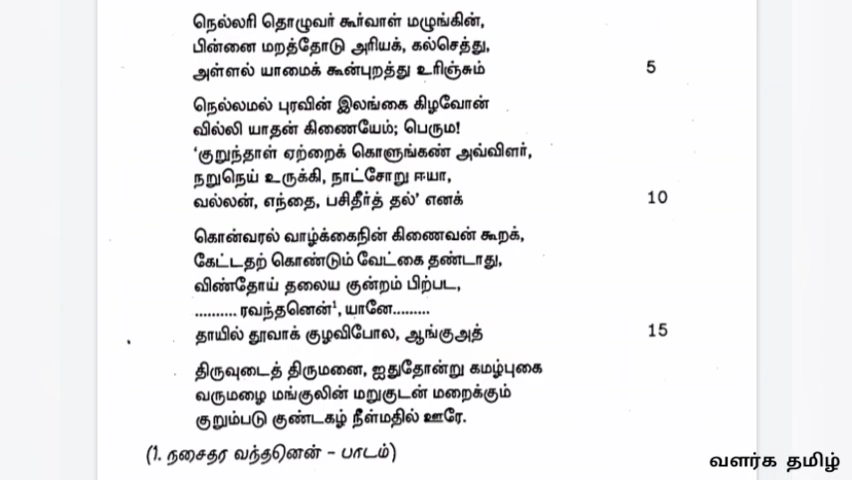 நெல்லரி தொழுவர் கூர்வாள் மழுங்கின்,
பின்னை மறத்தோடு அரியக், கல்செத்து,
அள்ளல் யாமைக் கூன்புறத்து உரிஞ்சும் 5
நெல்லமல் புரவின் இலங்கை கிழவோன்
வில்லி யாதன் கிணையேம்; பெரும!
‘குறுந்தாள் ஏற்றைக் கொளுங்கண் அவ்விளர்,
நறுநெய் உருக்கி, நாட்சோறு ஈயா,
வல்லன், எந்தை, பசிதீர்த் தல்’ எனக் 10
கொன்வரல் வாழ்க்கைநின் கிணைவன் கூறக்,
கேட்டதற் கொண்டும் வேட்கை தண்டாது,
விண்தோய் தலைய குன்றம் பிற்பட,
.......... ரவந்தனென்¹, யானே.........
தாயில் தூவாக் குழவிபோல, ஆங்குஅத் 15
திருவுடைத் திருமனை, ஐதுதோன்று கமழ்புகை
வருமழை மங்குலின் மறுகுடன் மறைக்கும்
குறும்படு குண்டகழ் நீள்மதில் ஊரே.
(1. நசைதர வந்தனென் – பாடம்)
வளர்க தமிழ்